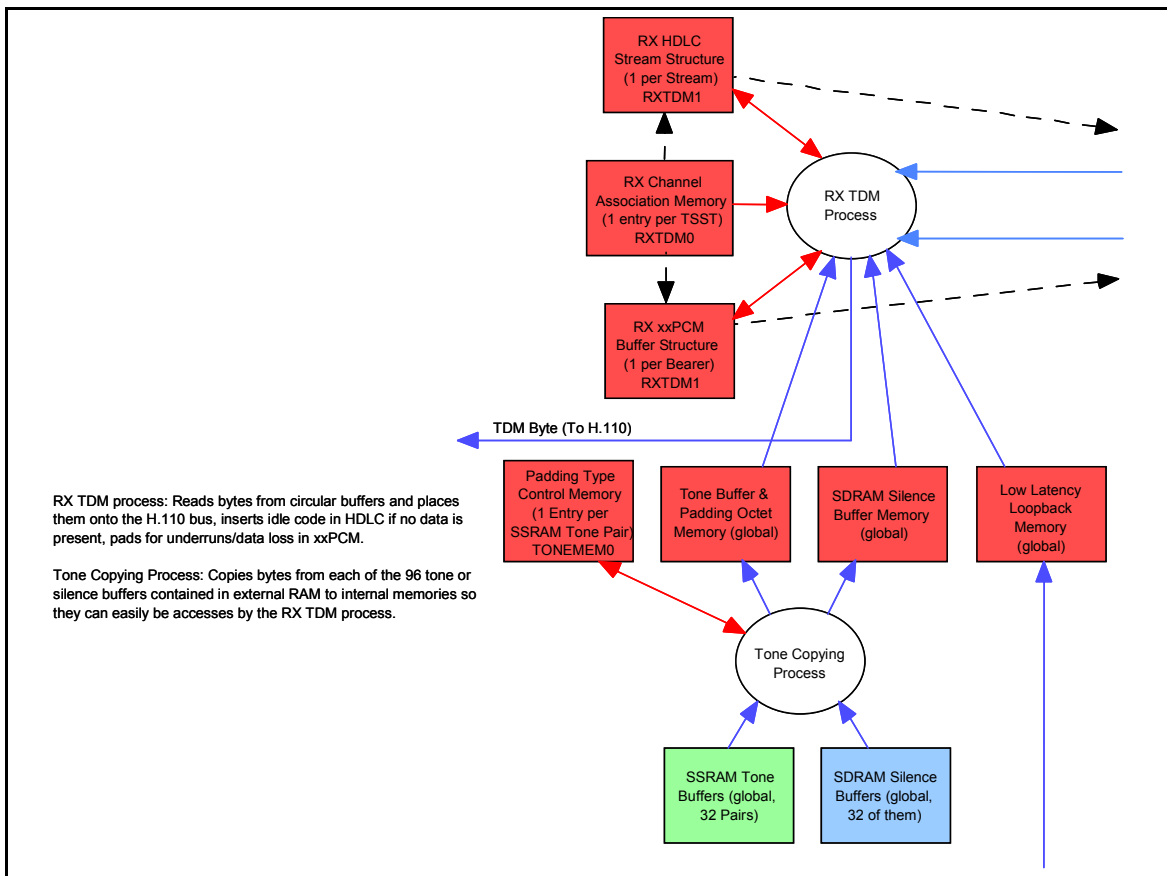 RX HDLC
Stream Structure
(1 per Stream)
RXTDM1
RX Channel
Association Memory
(1 entry per TSST)
RXTDM0
RX TDM
Process
RX xxPCM
Buffer Structure
(1 per Bearer)
RXTDM1
TDM Byte (To H.110)
Padding Type
Control Memory
(1 Entry per
SSRAM Tone Pair)
TONEMEM0
Tone Buffer &
Padding Octet
Memory (global)
SDRAM Silence
Buffer Memory
(global)
Low Latency
Loopback
Memory
(global)
RX TDM process: Reads bytes from circular buffers and places
them onto the H.110 bus, inserts idle code in HDLC if no data is
present, pads for underruns/data loss in xxPCM.
Tone Copying Process: Copies bytes from each of the 96 tone or
silence buffers contained in external RAM to internal memories so
they can easily be accesses by the RX TDM process.
Tone Copying
Process
SSRAM Tone
Buffers (global,
32 Pairs)
SDRAM Silence
Buffers (global,
32 of them)